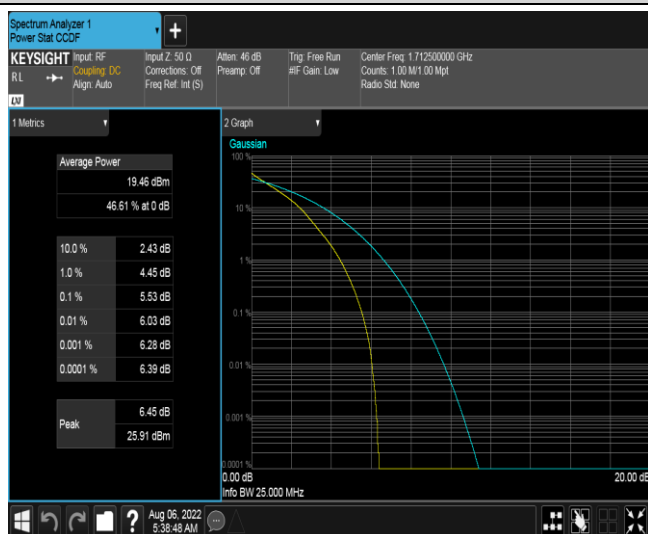 Spectrum Analyzer 1
Power Stat CCDF
KEYSIGHT
RL
LXI
Input: RF
Coupling: DC
Align: Auto
Input Z: 50 Ω
Corrections: Off
Freq Ref: Int (S)
Atten: 46 dB
Preamp: Off
Trig: Free Run
#IF Gain: Low
Center Freq: 1.712500000 GHz
Counts: 1.00 M/1.00 Mpt
Radio Std: None
1 Metrics
Average Power
19.46 dBm
46.61 % at 0 dB
10.0 % 2.43 dB
1.0 % 4.45 dB
0.1 % 5.53 dB
0.01 % 6.03 dB
0.001 % 6.28 dB
0.0001 % 6.39 dB
Peak
6.45 dB
25.91 dBm
2 Graph
Gaussian
100 %
10 %
1 %
0.1 %
0.01 %
0.001 %
0.0001 %
0.00 dB
20.00 dB
Info BW 25.000 MHz
?
Aug 06, 2022
5:38:48 AM